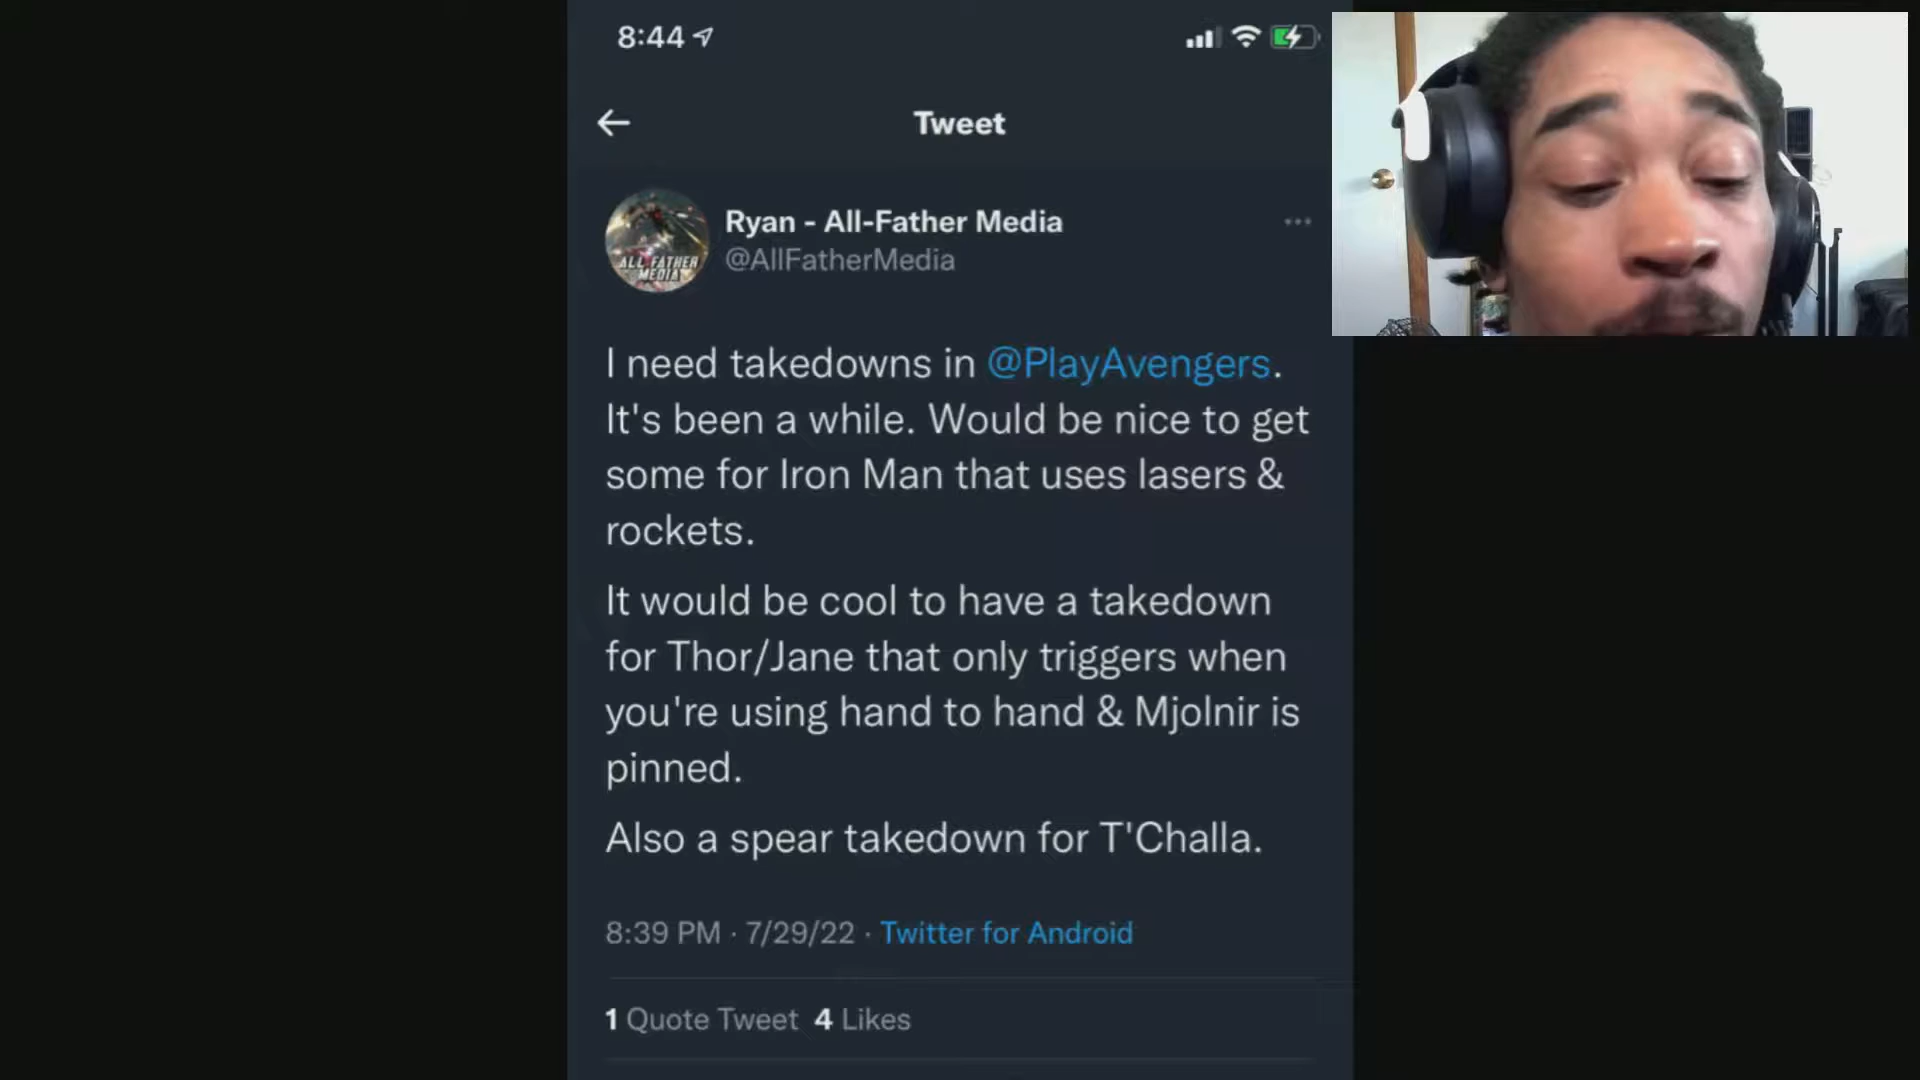 8:44
Tweet
Ryan - All-Father Media
@AllFatherMedia
ALL FATHER
MEDIA
I need takedowns in @PlayAvengers.
It's been a while. Would be nice to get
some for Iron Man that uses lasers &
rockets.
It would be cool to have a takedown
for Thor/Jane that only triggers when
you're using hand to hand & Mjolnir is
pinned.
Also a spear takedown for T'Challa.
8:39 PM · 7/29/22 · Twitter for Android
1 Quote Tweet 4 Likes